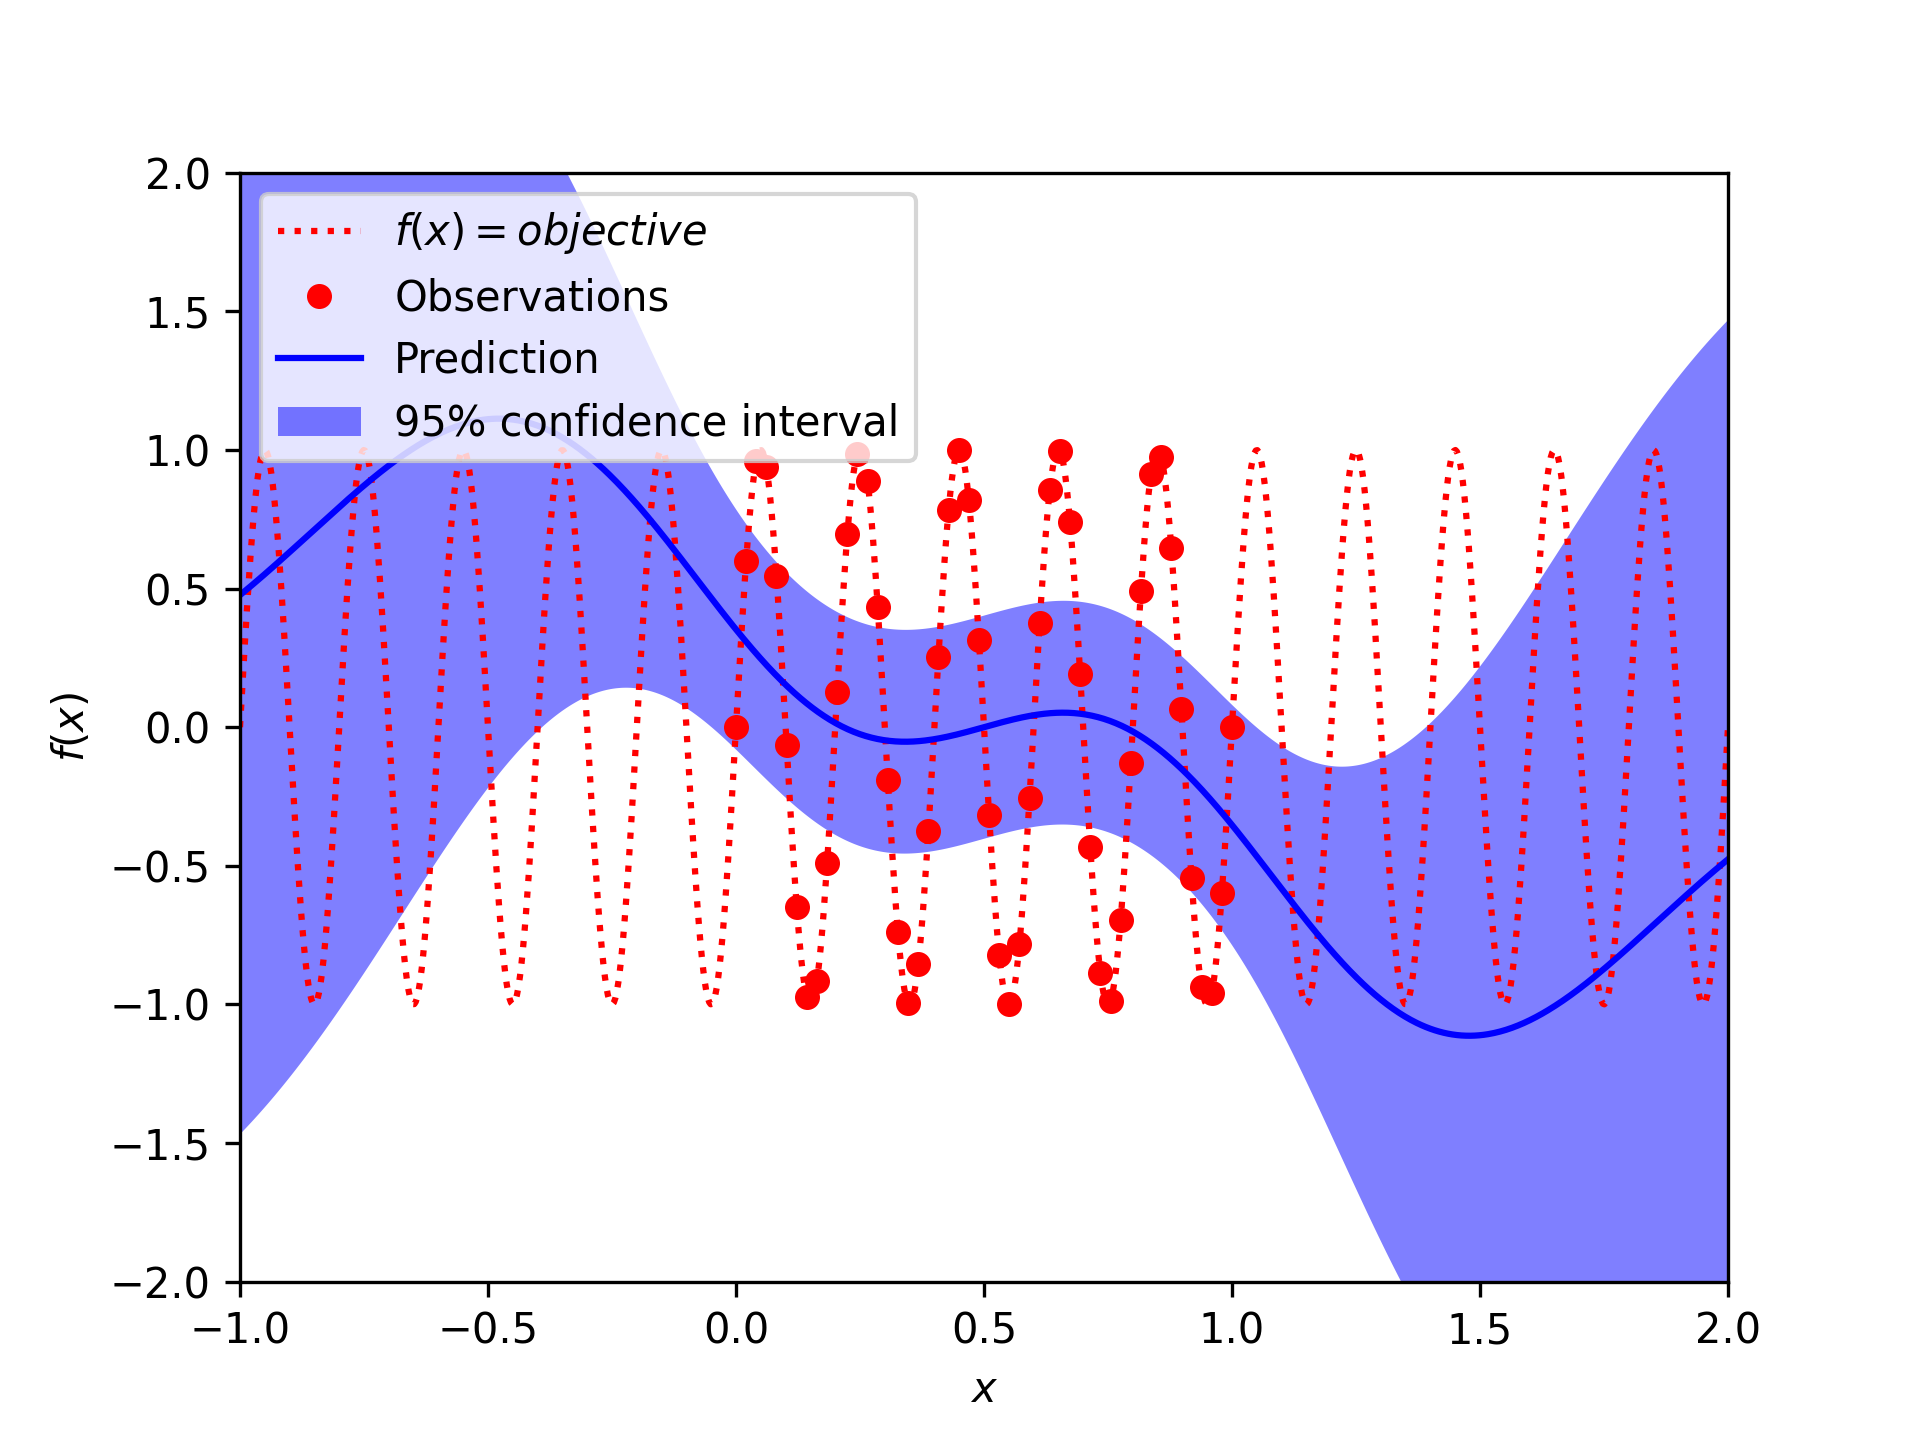 f(x) = objective
Observations
Prediction
95% confidence interval
2.0
1.5
1.0
0.5
0.0
−0.5
−1.0
−1.5
−2.0
f(x)
−1.0 −0.5 0.0 0.5 1.0 1.5 2.0
x